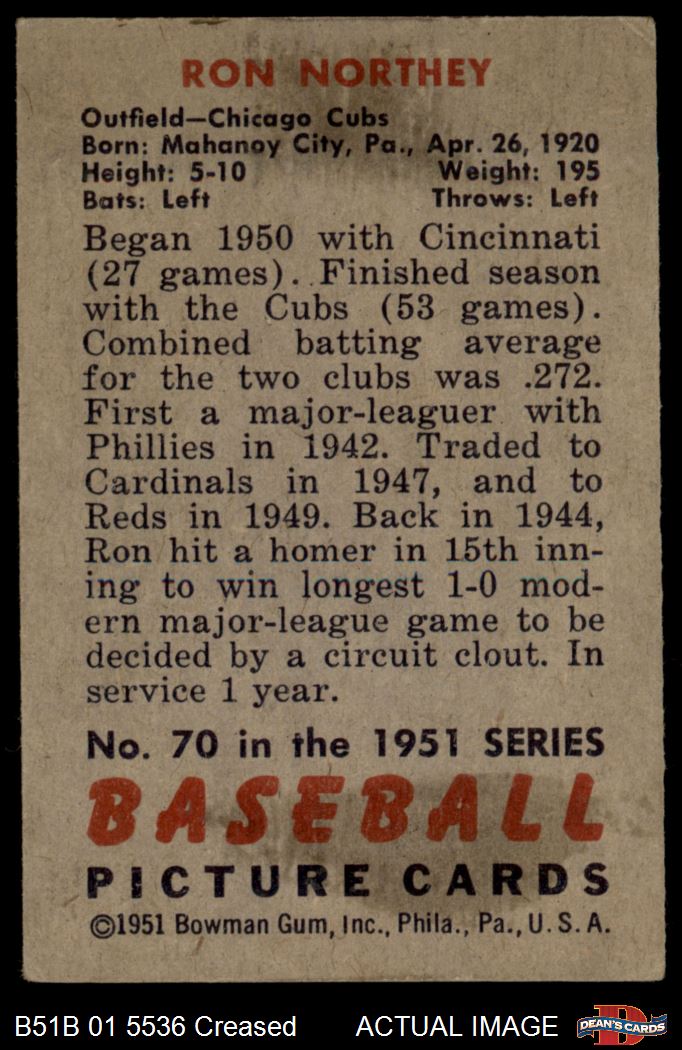 RON NORTHEY
Outfield—Chicago Cubs
Born: Mahanoy City, Pa., Apr. 26, 1920
Height: 5-10 Weight: 195
Bats: Left Throws: Left
Began 1950 with Cincinnati
(27 games). Finished season
with the Cubs (53 games).
Combined batting average
for the two clubs was .272.
First a major-leaguer with
Phillies in 1942. Traded to
Cardinals in 1947, and to
Reds in 1949. Back in 1944,
Ron hit a homer in 15th inn-
ing to win longest 1-0 mod-
ern major-league game to be
decided by a circuit clout. In
service 1 year.
No. 70 in the 1951 SERIES
BASEBALL
PICTURE CARDS
©1951 Bowman Gum, Inc., Phila., Pa., U. S. A.
B51B 01 5536 Creased ACTUAL IMAGE
D
DEAN'S CARDS